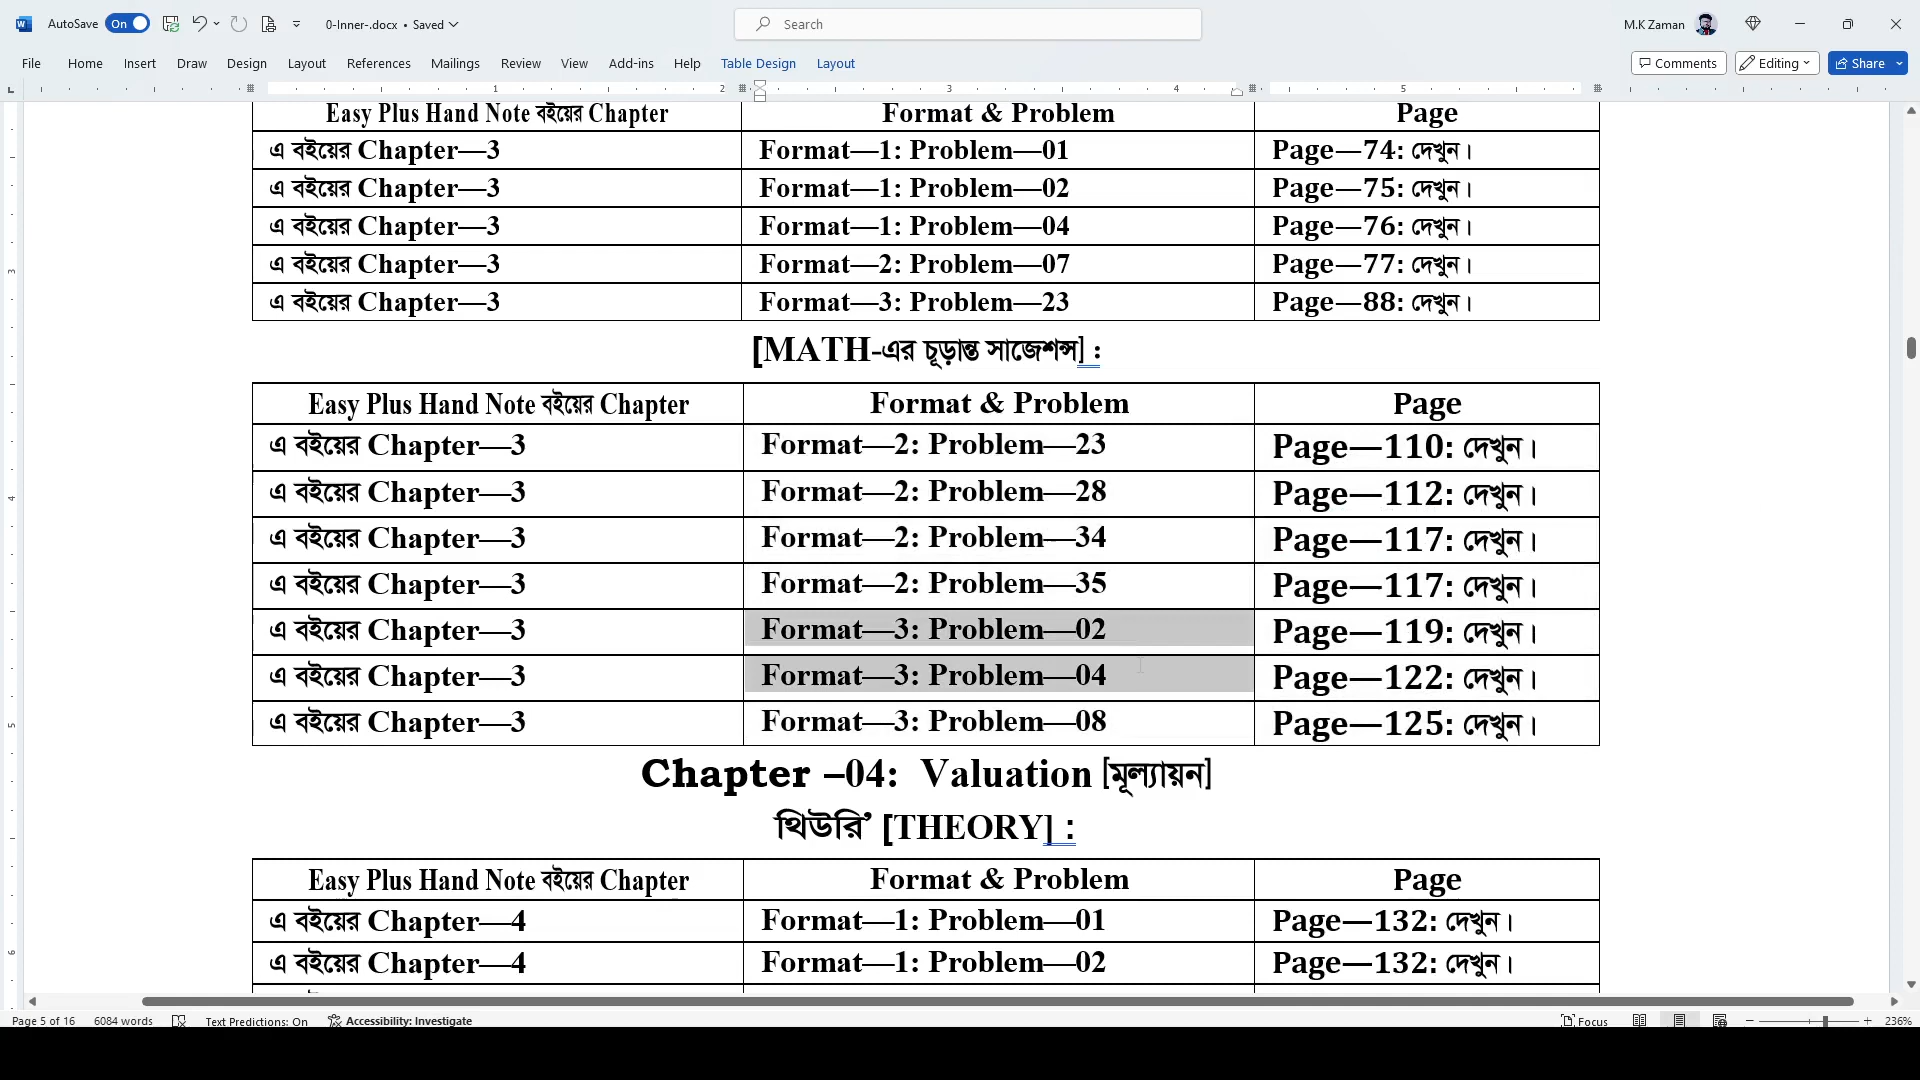 AutoSave On 0-Inner-.docx • Saved Search M.K Zaman
File Home Insert Draw Design Layout References Mailings Review View Add-ins Help Table Design Layout Comments Editing Share
1 2 3 4 5
Easy Plus Hand Note বইয়ের Chapter Format & Problem Page
এ বইয়ের Chapter—3 Format—1: Problem—01 Page—74: দেখুন।
এ বইয়ের Chapter—3 Format—1: Problem—02 Page—75: দেখুন।
এ বইয়ের Chapter—3 Format—1: Problem—04 Page—76: দেখুন।
এ বইয়ের Chapter—3 Format—2: Problem—07 Page—77: দেখুন।
এ বইয়ের Chapter—3 Format—3: Problem—23 Page—88: দেখুন।
[MATH-এর চূড়ান্ত সাজেশন্স] :
Easy Plus Hand Note বইয়ের Chapter Format & Problem Page
এ বইয়ের Chapter—3 Format—2: Problem—23 Page—110: দেখুন।
এ বইয়ের Chapter—3 Format—2: Problem—28 Page—112: দেখুন।
এ বইয়ের Chapter—3 Format—2: Problem—34 Page—117: দেখুন।
এ বইয়ের Chapter—3 Format—2: Problem—35 Page—117: দেখুন।
এ বইয়ের Chapter—3 Format—3: Problem—02 Page—119: দেখুন।
এ বইয়ের Chapter—3 Format—3: Problem—04 Page—122: দেখুন।
এ বইয়ের Chapter—3 Format—3: Problem—08 Page—125: দেখুন।
Chapter –04: Valuation [মূল্যায়ন]
থিউরি’ [THEORY] :
Easy Plus Hand Note বইয়ের Chapter Format & Problem Page
এ বইয়ের Chapter—4 Format—1: Problem—01 Page—132: দেখুন।
এ বইয়ের Chapter—4 Format—1: Problem—02 Page—132: দেখুন।
Page 5 of 16 6084 words Text Predictions: On Accessibility: Investigate Focus 236%